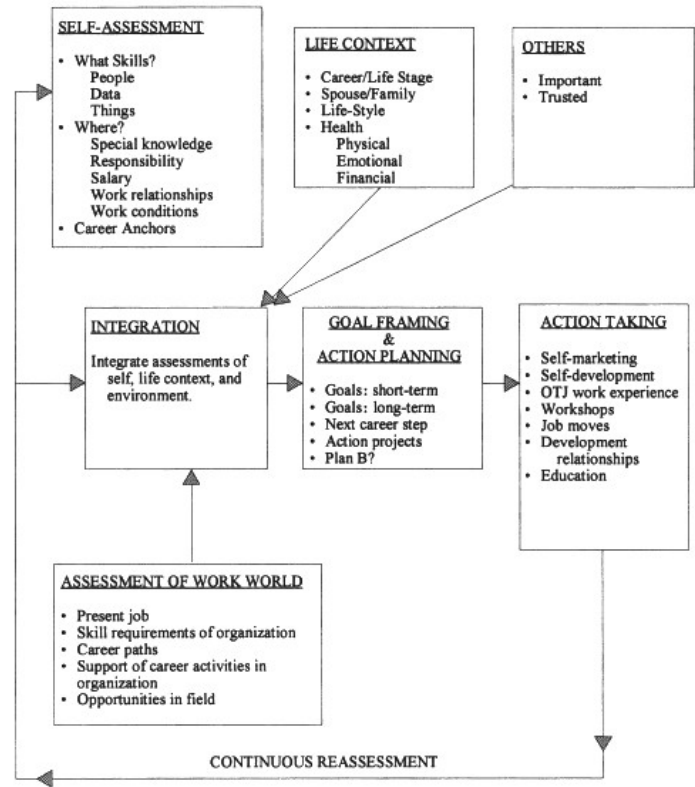 SELF-ASSESSMENT
• What Skills?
People
Data
Things
• Where?
Special knowledge
Responsibility
Salary
Work relationships
Work conditions
• Career Anchors
LIFE CONTEXT
• Career/Life Stage
• Spouse/Family
• Life-Style
• Health
Physical
Emotional
Financial
OTHERS
• Important
• Trusted
INTEGRATION
Integrate assessments of
self, life context, and
environment.
GOAL FRAMING
&
ACTION PLANNING
• Goals: short-term
• Goals: long-term
• Next career step
• Action projects
• Plan B?
ACTION TAKING
• Self-marketing
• Self-development
• OTJ work experience
• Workshops
• Job moves
• Development
relationships
• Education
ASSESSMENT OF WORK WORLD
• Present job
• Skill requirements of organization
• Career paths
• Support of career activities in
organization
• Opportunities in field
CONTINUOUS REASSESSMENT